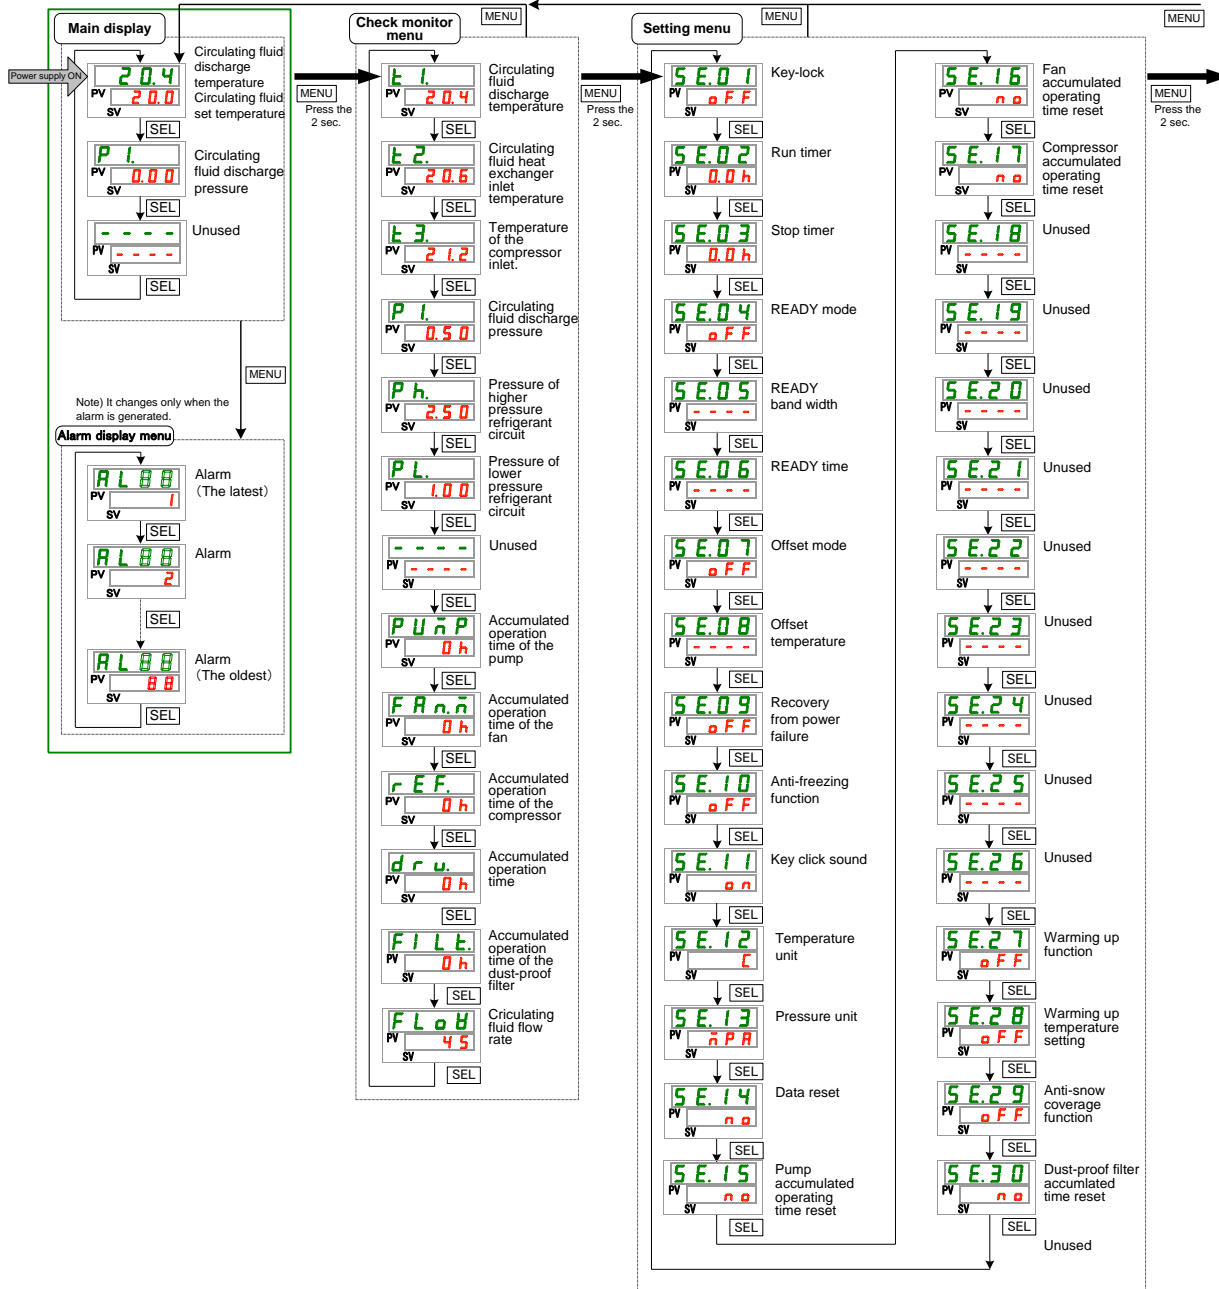 MENU
MENU
MENU
Main display
Power supply ON
20.4
PV
20.0
SV
Circulating fluid
discharge
temperature
Circulating fluid
set temperature
SEL
P 1.
PV
0.00
SV
Circulating
fluid discharge
pressure
SEL
- - - -
PV
- - - -
SV
Unused
SEL
MENU
Note) It changes only when the
alarm is generated.
Alarm display menu
AL88
PV
1
SV
Alarm
(The latest)
SEL
AL88
PV
2
SV
Alarm
SEL
AL88
PV
88
SV
Alarm
(The oldest)
SEL
MENU
Press the
2 sec.
Check monitor
menu
t 1.
PV
20.4
SV
Circulating
fluid
discharge
temperature
SEL
t 2.
PV
20.6
SV
Circulating
fluid heat
exchanger
inlet
temperature
SEL
t 3.
PV
21.2
SV
Temperature
of the
compressor
inlet.
SEL
P 1.
PV
0.50
SV
Circulating
fluid discharge
pressure
SEL
Ph.
PV
2.50
SV
Pressure of
higher
pressure
refrigerant
circuit
SEL
PL.
PV
1.00
SV
Pressure of
lower
pressure
refrigerant
circuit
SEL
- - - -
PV
- - - -
SV
Unused
SEL
PUñP
PV
0h
SV
Accumulated
operation
time of the
pump
SEL
FAn.ñ
PV
0h
SV
Accumulated
operation
time of the
fan
SEL
rEF.
PV
0h
SV
Accumulated
operation
time of the
compressor
SEL
dru.
PV
0h
SV
Accumulated
operation
time
SEL
FILt.
PV
0h
SV
Accumulated
operation
time of the
dust-proof
filter
SEL
FLoW
PV
45
SV
Criculating
fluid flow
rate
SEL
MENU
Press the
2 sec.
Setting menu
SE.01
PV
oFF
SV
Key-lock
SEL
SE.02
PV
0.0h
SV
Run timer
SEL
SE.03
PV
0.0h
SV
Stop timer
SEL
SE.04
PV
oFF
SV
READY mode
SEL
SE.05
PV
- - - -
SV
READY
band width
SEL
SE.06
PV
- - - -
SV
READY time
SEL
SE.07
PV
oFF
SV
Offset mode
SEL
SE.08
PV
- - - -
SV
Offset
temperature
SEL
SE.09
PV
oFF
SV
Recovery
from power
failure
SEL
SE.10
PV
oFF
SV
Anti-freezing
function
SEL
SE.11
PV
on
SV
Key click sound
SEL
SE.12
PV
C
SV
Temperature
unit
SEL
SE.13
PV
ñPA
SV
Pressure unit
SEL
SE.14
PV
no
SV
Data reset
SEL
SE.15
PV
no
SV
Pump
accumulated
operating
time reset
SEL
SE.16
PV
no
SV
Fan
accumulated
operating
time reset
SEL
SE.17
PV
no
SV
Compressor
accumulated
operating
time reset
SEL
SE.18
PV
- - - -
SV
Unused
SEL
SE.19
PV
- - - -
SV
Unused
SEL
SE.20
PV
- - - -
SV
Unused
SEL
SE.21
PV
- - - -
SV
Unused
SEL
SE.22
PV
- - - -
SV
Unused
SEL
SE.23
PV
- - - -
SV
Unused
SEL
SE.24
PV
- - - -
SV
Unused
SEL
SE.25
PV
- - - -
SV
Unused
SEL
SE.26
PV
- - - -
SV
Unused
SEL
SE.27
PV
oFF
SV
Warming up
function
SEL
SE.28
PV
oFF
SV
Warming up
temperature
setting
SEL
SE.29
PV
oFF
SV
Anti-snow
coverage
function
SEL
SE.30
PV
no
SV
Dust-proof filter
accumlated
time reset
SEL
Unused
MENU
Press the
2 sec.